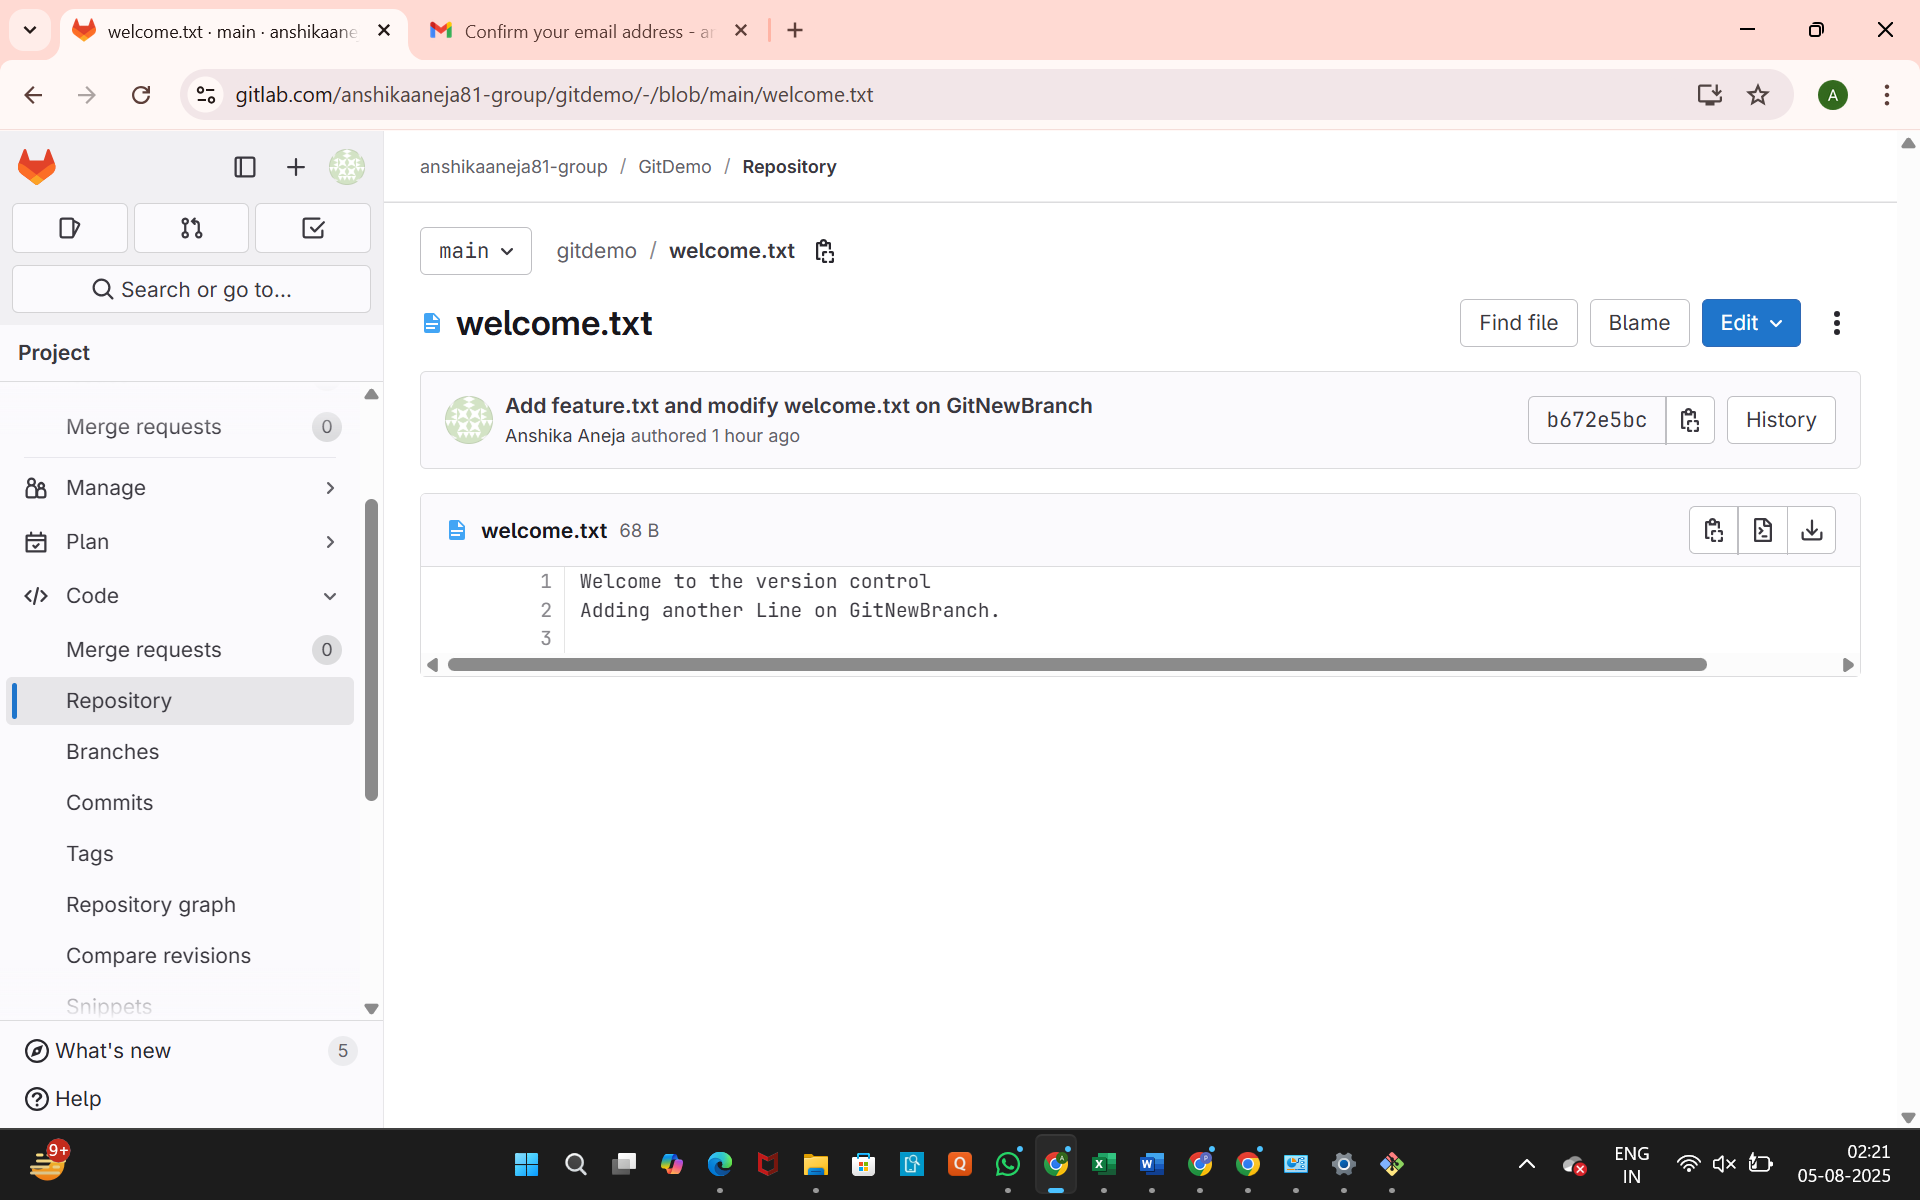 welcome.txt · main · anshikaane
Confirm your email address - ar
gitlab.com/anshikaaneja81-group/gitdemo/-/blob/main/welcome.txt
A
anshikaaneja81-group / GitDemo / Repository
Search or go to...
Project
Merge requests 0
Manage
Plan
Code
Merge requests 0
Repository
Branches
Commits
Tags
Repository graph
Compare revisions
Snippets
What's new 5
Help
main
gitdemo / welcome.txt
welcome.txt
Find file
Blame
Edit
Add feature.txt and modify welcome.txt on GitNewBranch
Anshika Aneja authored 1 hour ago
b672e5bc
History
welcome.txt 68 B
1 Welcome to the version control
2 Adding another Line on GitNewBranch.
3
9+
ENG
IN
02:21
05-08-2025